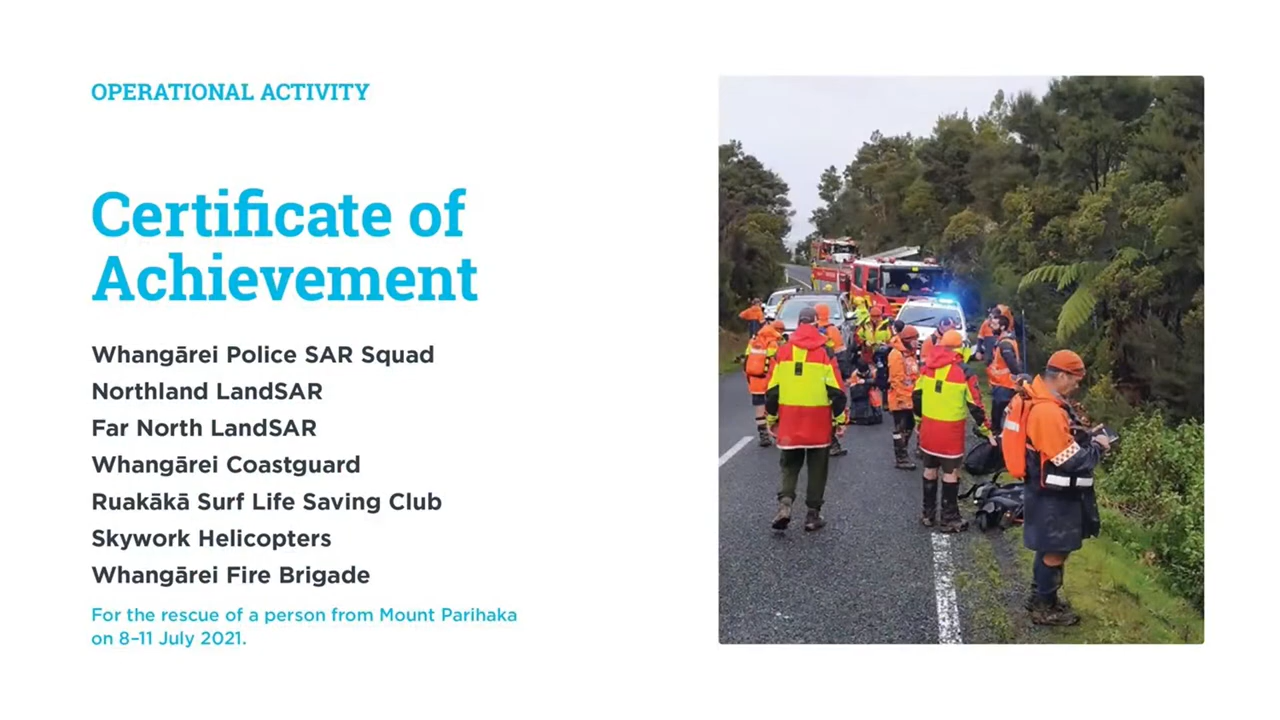 OPERATIONAL ACTIVITY
Certificate of
Achievement
Whangārei Police SAR Squad
Northland LandSAR
Far North LandSAR
Whangārei Coastguard
Ruakākā Surf Life Saving Club
Skywork Helicopters
Whangārei Fire Brigade
For the rescue of a person from Mount Parihaka
on 8–11 July 2021.